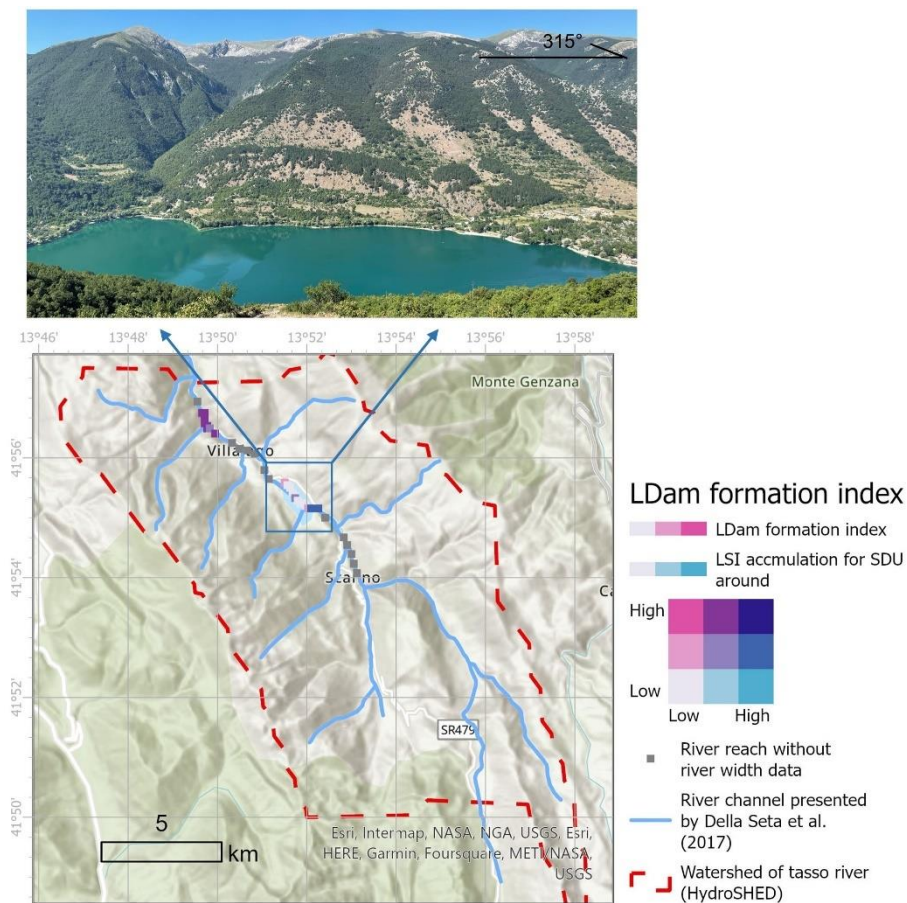 315°
13°46' 13°48' 13°50' 13°52' 13°54' 13°56' 13°58'
Monte Genzana
41°56'
41°54'
41°52'
SR479
41°50'
5
km
Esri, Intermap, NASA, NGA, USGS, Esri,
HERE, Garmin, Foursquare, METI/NASA,
USGS
LDam formation index
LDam formation index
LSI accmulation for SDU
around
High
Low
Low High
River reach without
river width data
River channel presented
by Della Seta et al.
(2017)
Watershed of tasso river
(HydroSHED)